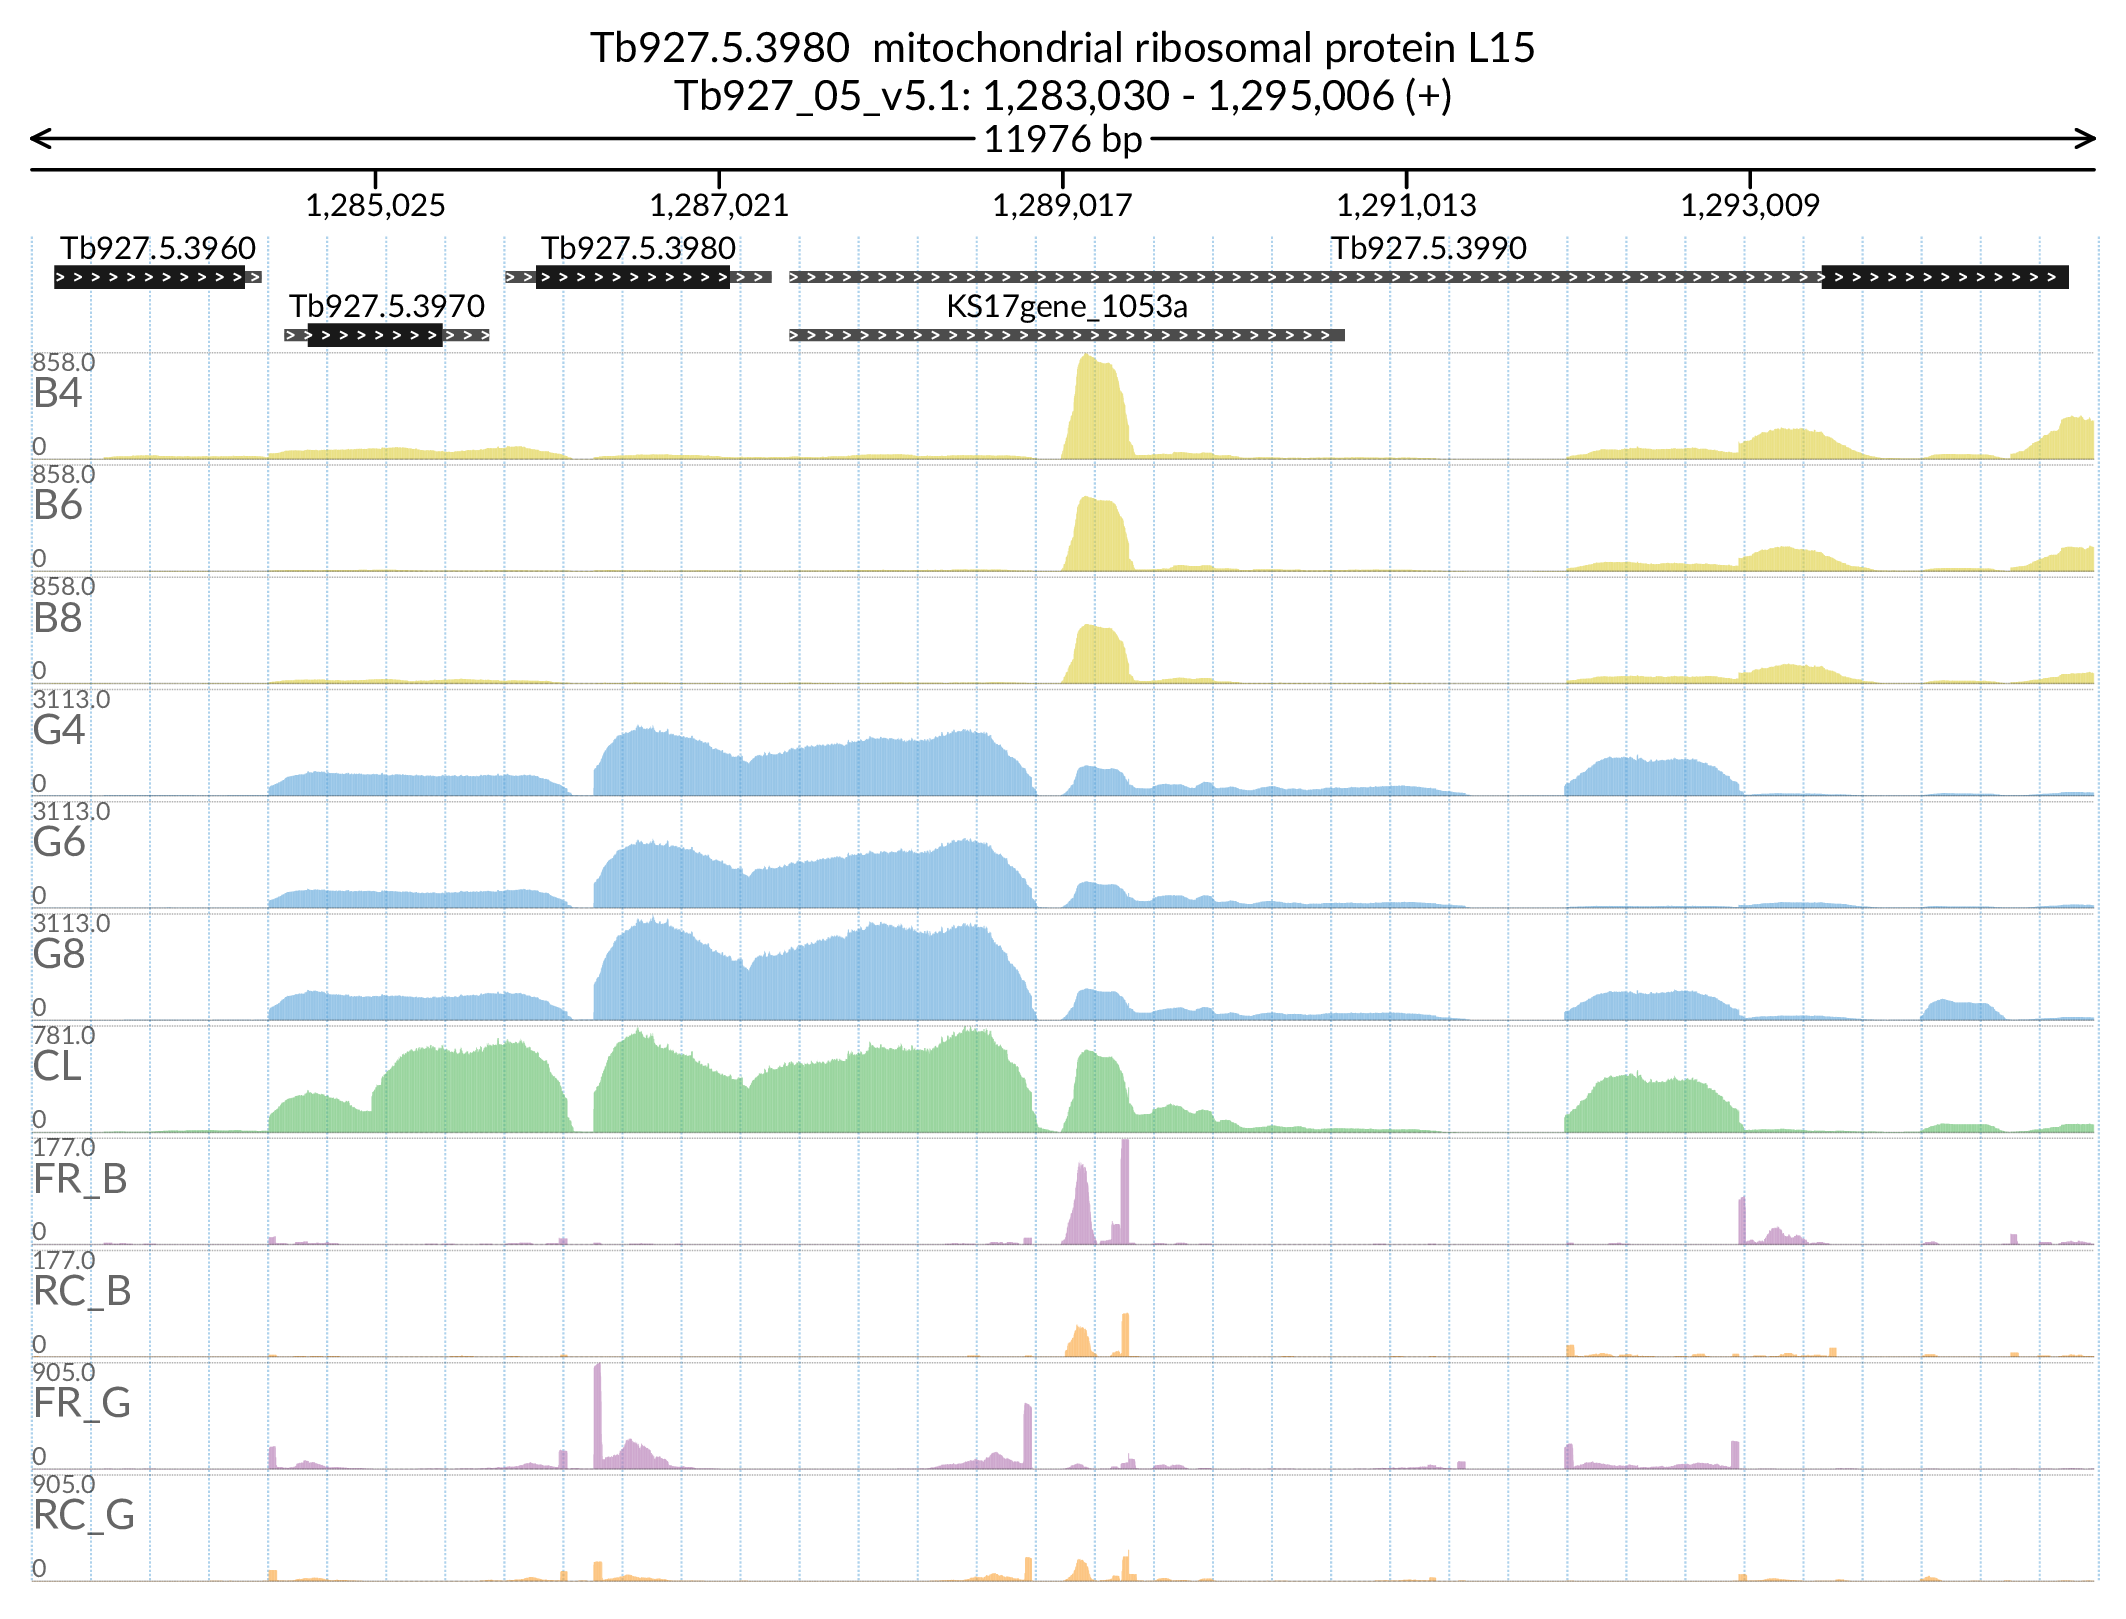 Tb927.5.3980  mitochondrial ribosomal protein L15
Tb927_05_v5.1: 1,283,030 - 1,295,006 (+)
11976 bp
1,285,025 1,287,021 1,289,017 1,291,013 1,293,009
Tb927.5.3960 Tb927.5.3980 Tb927.5.3990
Tb927.5.3970 KS17gene_1053a
858.0
B4
0
858.0
B6
0
858.0
B8
0
3113.0
G4
0
3113.0
G6
0
3113.0
G8
0
781.0
CL
0
177.0
FR_B
0
177.0
RC_B
0
905.0
FR_G
0
905.0
RC_G
0